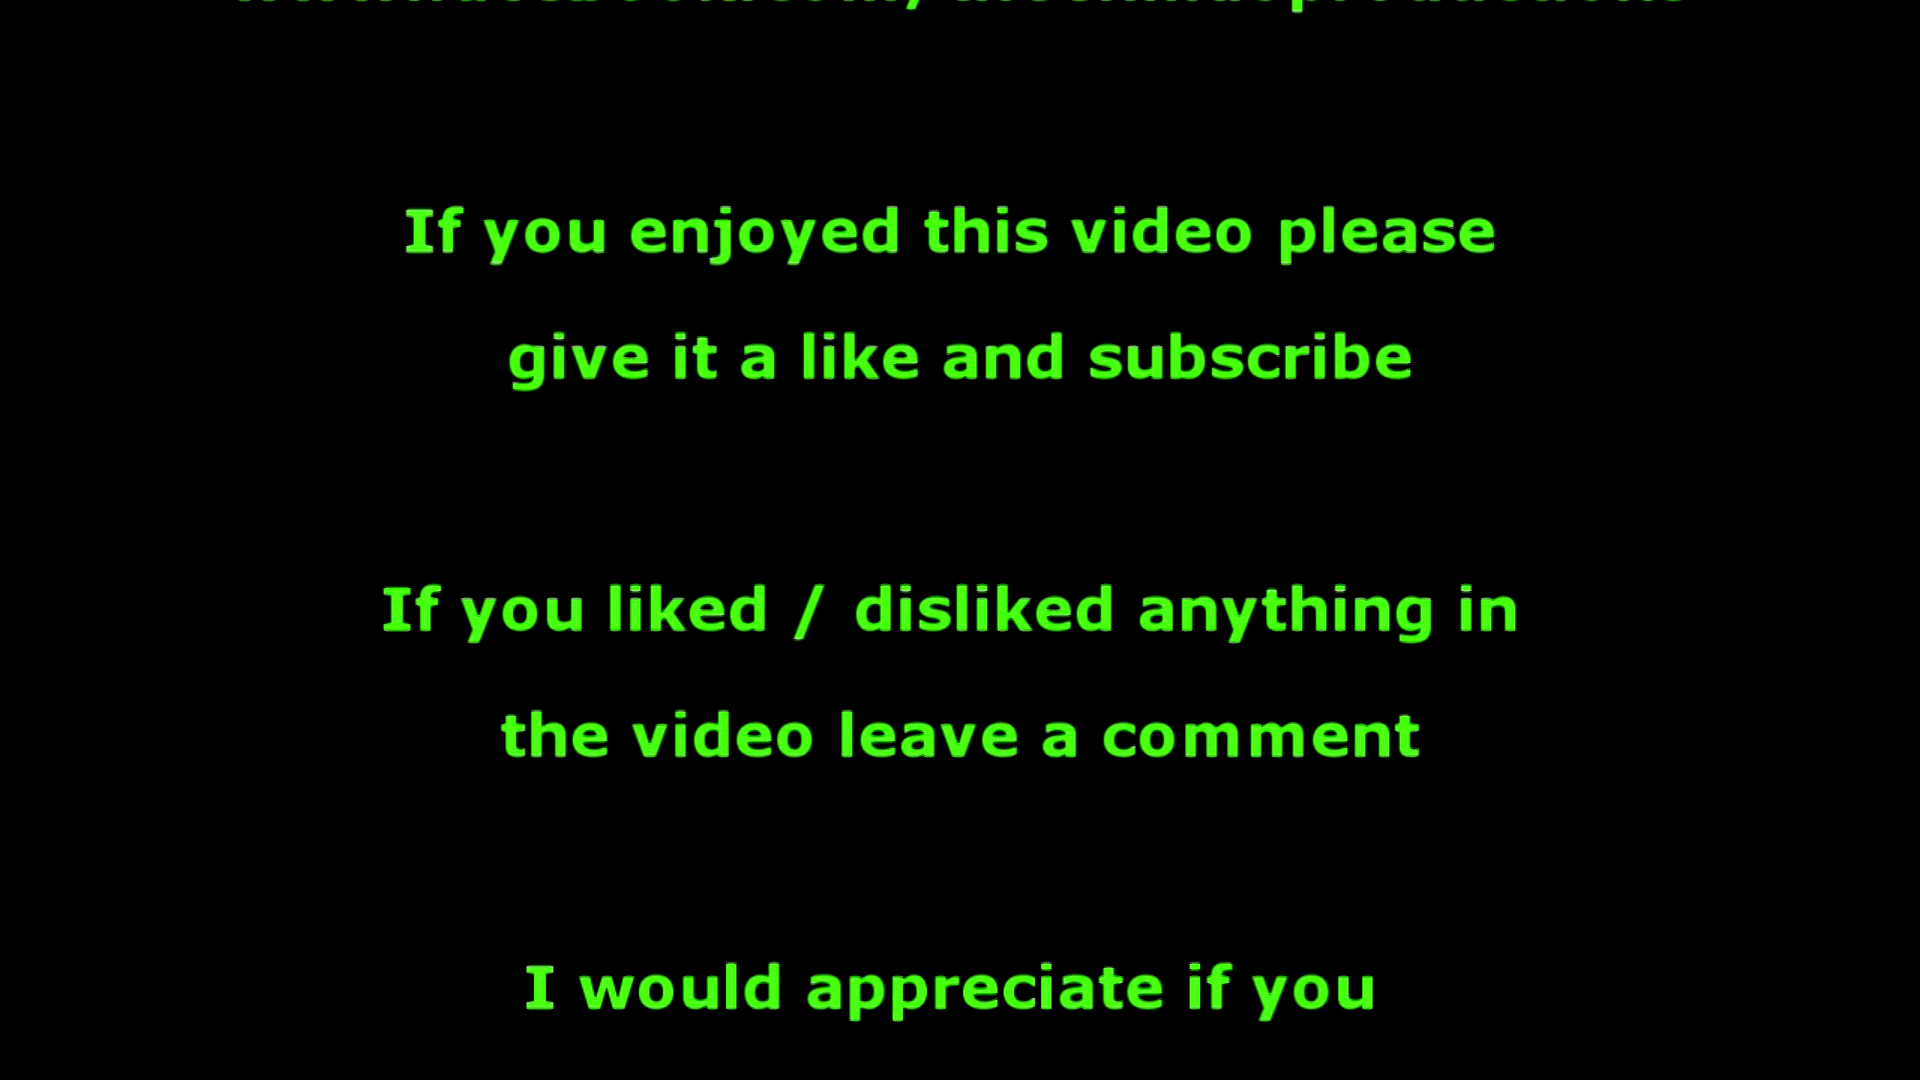 If you enjoyed this video please
give it a like and subscribe
If you liked / disliked anything in
the video leave a comment
I would appreciate if you